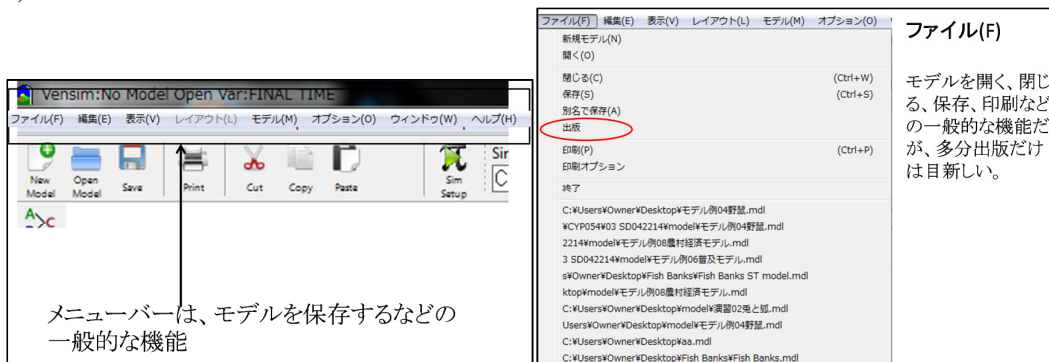 Vensim:No Model Open Var:FINAL TIME
ファイル(F) 編集(E) 表示(V) レイアウト(L) モデル(M) オプション(O) ウィンドゥ(W) ヘルプ(H)
New Model
Open Model
Save
Print
Cut
Copy
Paste
Sim Setup
Sir
C
メニューバーは、モデルを保存するなどの
一般的な機能
ファイル(F) 編集(E) 表示(V) レイアウト(L) モデル(M) オプション(O)
新規モデル(N)
開く(O)
閉じる(C) (Ctrl+W)
保存(S) (Ctrl+S)
別名で保存(A)
出版
印刷(P) (Ctrl+P)
印刷オプション
終了
C:¥Users¥Owner¥Desktop¥モデル例04野鼠.mdl
¥CYP054¥03 SD042214¥model¥モデル例04野鼠.mdl
2214¥model¥モデル例08農村経済モデル.mdl
3 SD042214¥model¥モデル例06普及モデル.mdl
s¥Owner¥Desktop¥Fish Banks¥Fish Banks ST model.mdl
ktop¥model¥モデル例08農村経済モデル.mdl
C:¥Users¥Owner¥Desktop¥model¥演習02兎と狐.mdl
Users¥Owner¥Desktop¥model¥モデル例04野鼠.mdl
C:¥Users¥Owner¥Desktop¥aa.mdl
C:¥Users¥Owner¥Desktop¥Fish Banks¥Fish Banks.mdl
ファイル(F)
モデルを開く、閉じ
る、保存、印刷など
の一般的な機能だ
が、多分出版だけ
は目新しい。